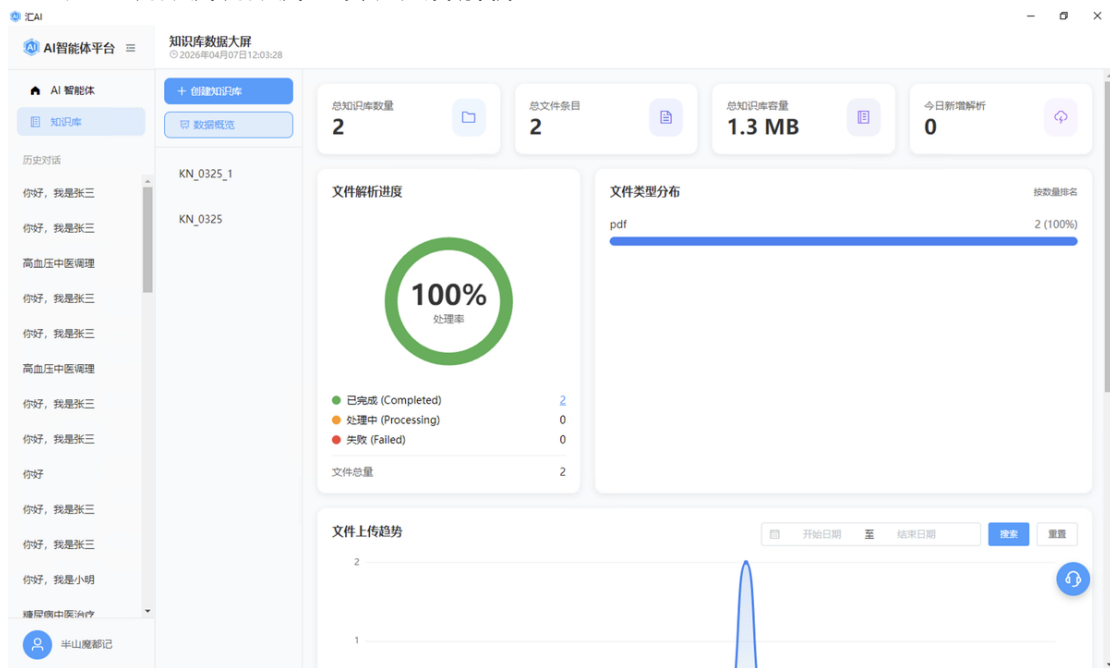 汇AI
AI智能体平台
AI 智能体
知识库
历史对话
你好，我是张三
你好，我是张三
高血压中医调理
你好，我是张三
你好，我是张三
高血压中医调理
你好，我是张三
你好，我是张三
你好
你好，我是张三
你好，我是张三
你好，我是小明
糖尿病中医治疗
半山魔都记
知识库数据大屏
2026年04月07日12:03:28
+ 创建知识库
数据概览
KN_0325_1
KN_0325
总知识库数量
2
总文件条目
2
总知识库容量
1.3 MB
今日新增解析
0
文件解析进度
100%
处理率
已完成 (Completed) 2
处理中 (Processing) 0
失败 (Failed) 0
文件总量 2
文件类型分布 按数量排名
pdf 2 (100%)
文件上传趋势
开始日期 至 结束日期 搜索 重置
2
1